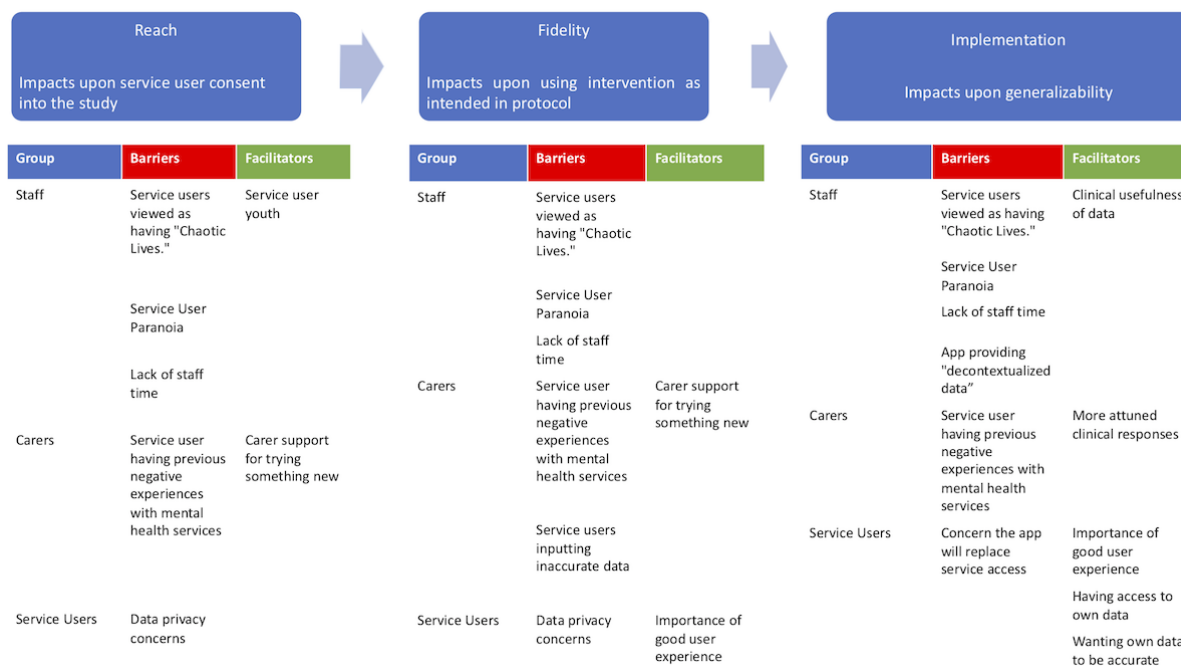 Reach
Impacts upon service user consent
into the study
Fidelity
Impacts upon using intervention as
intended in protocol
Implementation
Impacts upon generalizability
Group
Barriers
Facilitators
Staff
Service users
viewed as
having "Chaotic
Lives."
Service user
youth
Service User
Paranoia
Lack of staff
time
Carers
Service user
having previous
negative
experiences
with mental
health services
Carer support
for trying
something new
Service Users
Data privacy
concerns
Group
Barriers
Facilitators
Staff
Service users
viewed as
having "Chaotic
Lives."
Service User
Paranoia
Lack of staff
time
Carers
Service user
having previous
negative
experiences
with mental
health services
Carer support
for trying
something new
Service users
inputting
inaccurate data
Service Users
Data privacy
concerns
Importance of
good user
experience
Group
Barriers
Facilitators
Staff
Service users
viewed as having
"Chaotic Lives."
Clinical usefulness
of data
Service User
Paranoia
Lack of staff time
App providing
"decontextualized
data”
Carers
Service user
having previous
negative
experiences with
mental health
services
More attuned
clinical responses
Service Users
Concern the app
will replace
service access
Importance of
good user
experience
Having access to
own data
Wanting own data
to be accurate